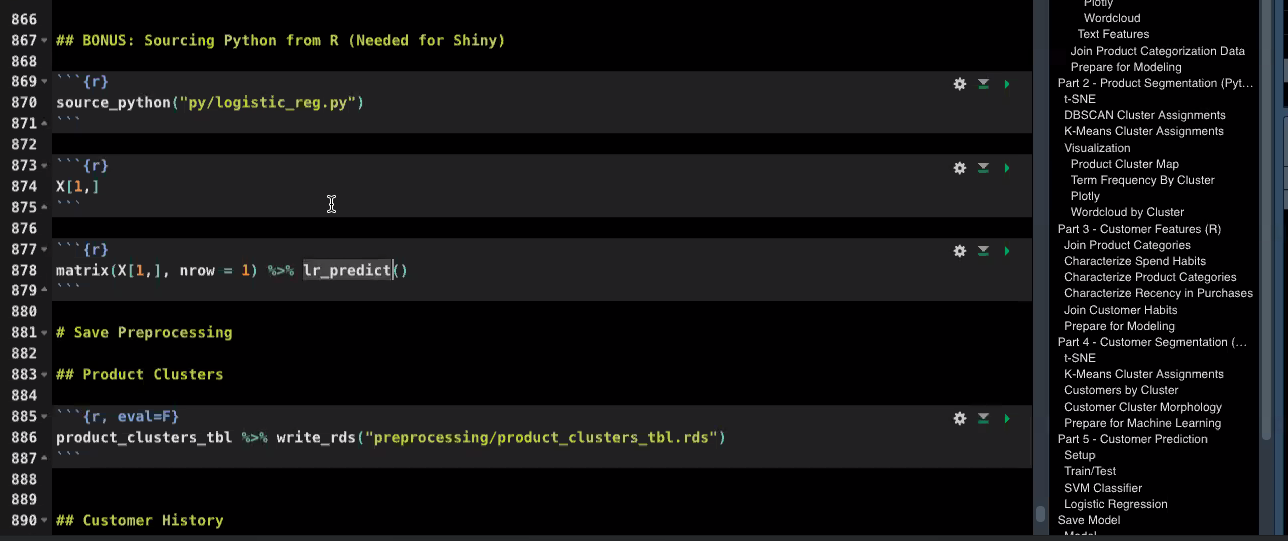 866
867 ## BONUS: Sourcing Python from R (Needed for Shiny)
868
869 ```{r}
870 source_python("py/logistic_reg.py")
871 ```
872
873 ```{r}
874 X[1,]
875 ```
876
877 ```{r}
878 matrix(X[1,], nrow = 1) %>% lr_predict()
879 ```
880
881 # Save Preprocessing
882
883 ## Product Clusters
884
885 ```{r, eval=F}
886 product_clusters_tbl %>% write_rds("preprocessing/product_clusters_tbl.rds")
887 ```
888
889
890 ## Customer History
Plotly
Wordcloud
Text Features
Join Product Categorization Data
Prepare for Modeling
Part 2 - Product Segmentation (Pyt...
t-SNE
DBSCAN Cluster Assignments
K-Means Cluster Assignments
Visualization
Product Cluster Map
Term Frequency By Cluster
Plotly
Wordcloud by Cluster
Part 3 - Customer Features (R)
Join Product Categories
Characterize Spend Habits
Characterize Product Categories
Characterize Recency in Purchases
Join Customer Habits
Prepare for Modeling
Part 4 - Customer Segmentation (...
t-SNE
K-Means Cluster Assignments
Customers by Cluster
Customer Cluster Morphology
Prepare for Machine Learning
Part 5 - Customer Prediction
Setup
Train/Test
SVM Classifier
Logistic Regression
Save Model
Model